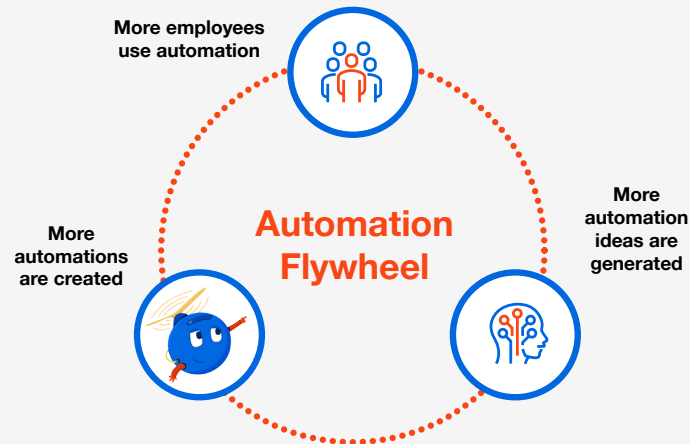 More employees
use automation
Automation
Flywheel
More
automation
ideas are
generated
More
automations
are created